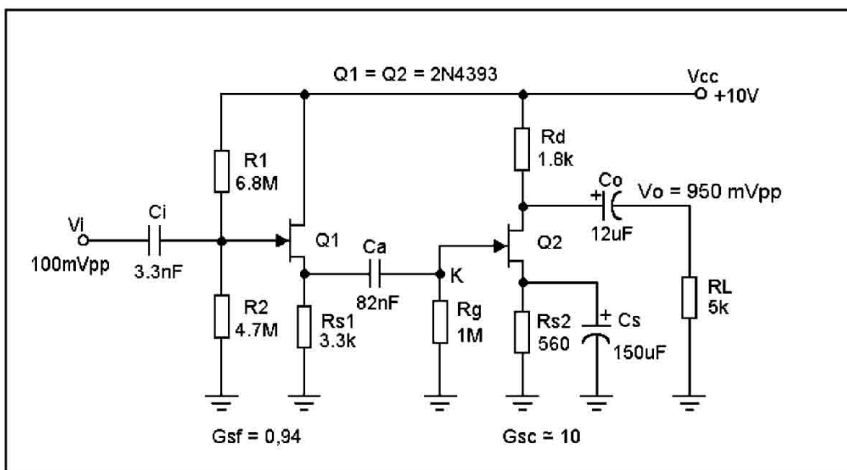 Q1 = Q2 = 2N4393
Vcc
+10V
Rd
1.8k
R1
6.8M
Co
12uF
Vo = 950 mVpp
Vi
100mVpp
Ci
3.3nF
Q1
Ca
82nF
K
Q2
R2
4.7M
Rs1
3.3k
Rg
1M
Rs2
560
Cs
150uF
RL
5k
+
+
Gsf = 0,94
Gsc ≃ 10